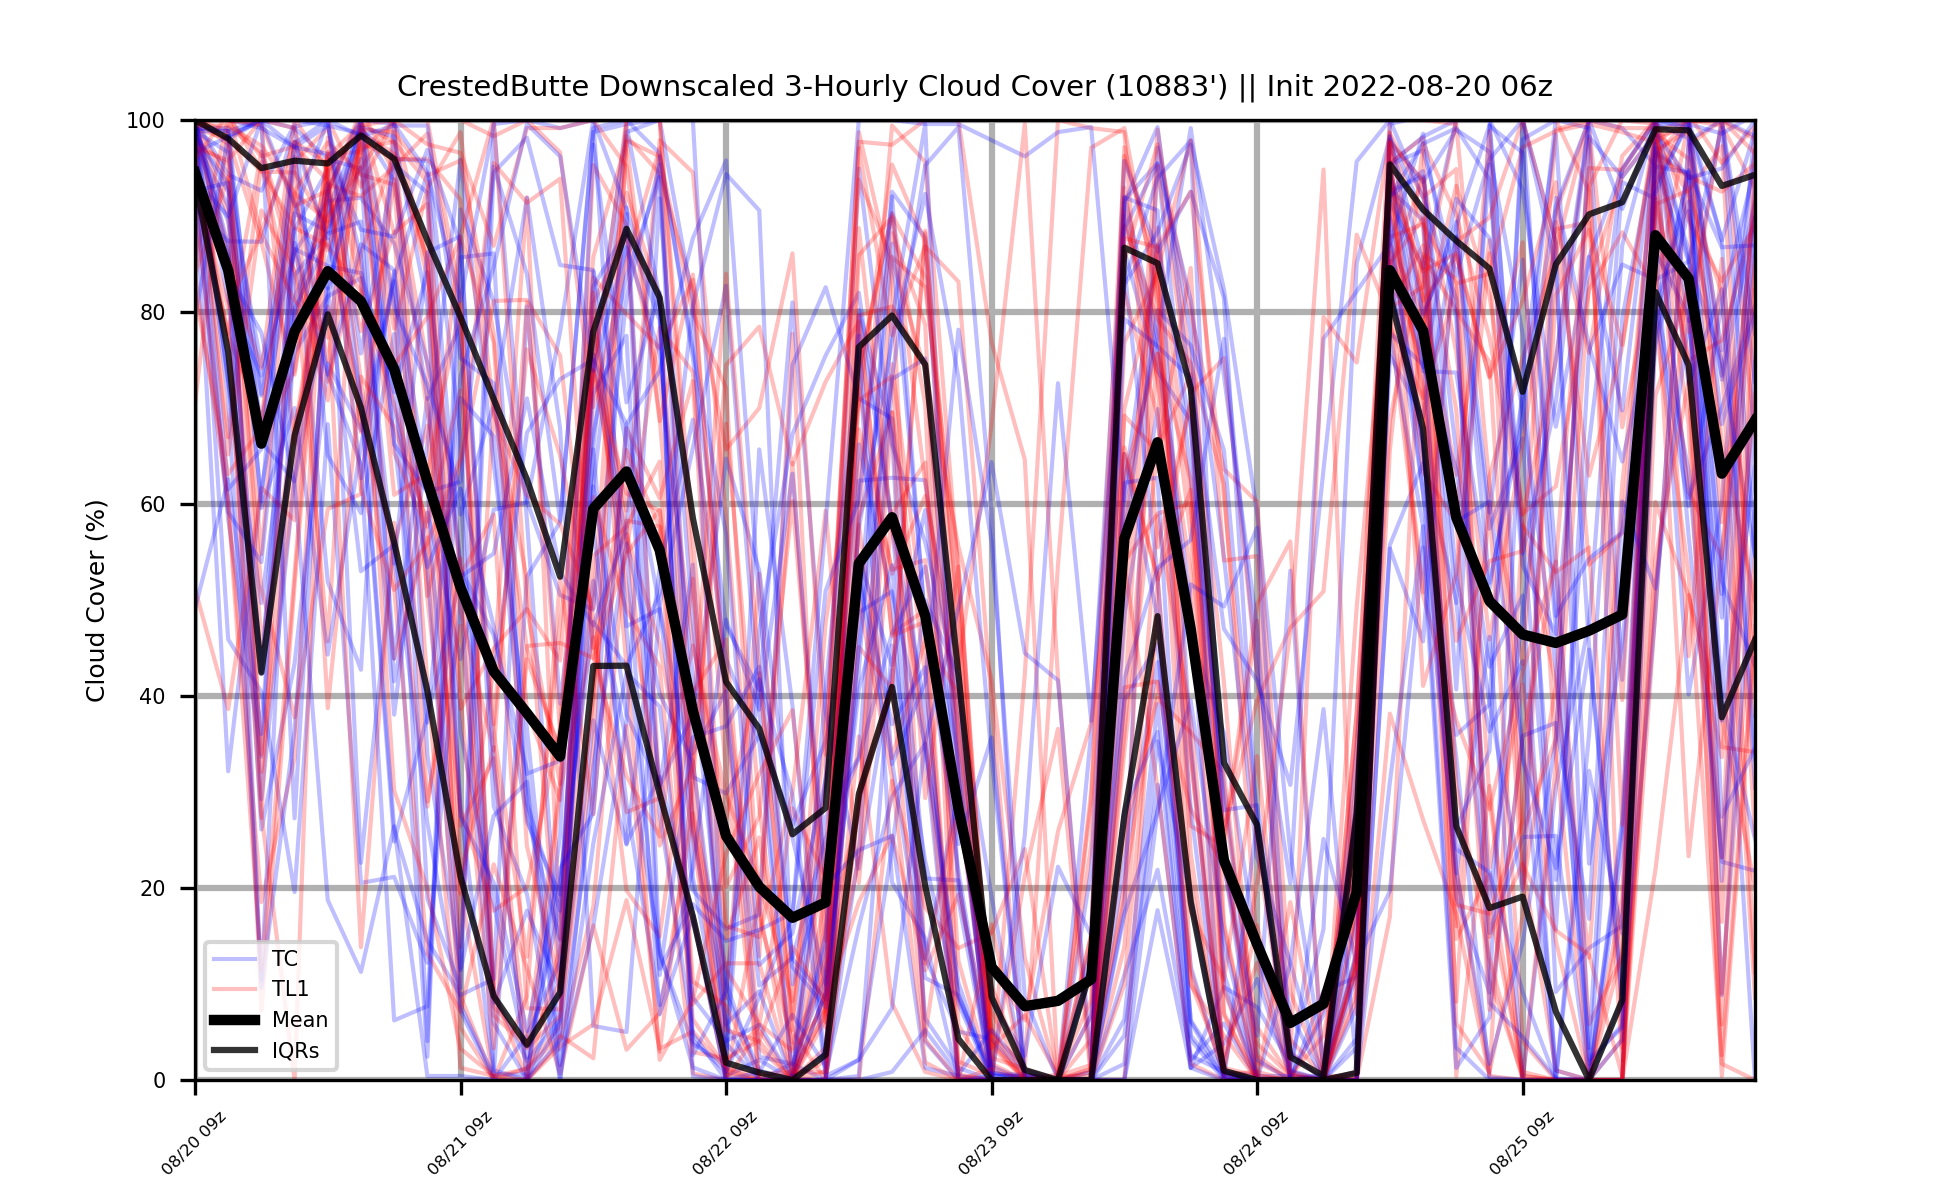 CrestedButte Downscaled 3-Hourly Cloud Cover (10883') || Init 2022-08-20 06z
Cloud Cover (%)
100
80
60
40
20
0
TC
TL1
Mean
IQRs
08/20 09z
08/21 09z
08/22 09z
08/23 09z
08/24 09z
08/25 09z